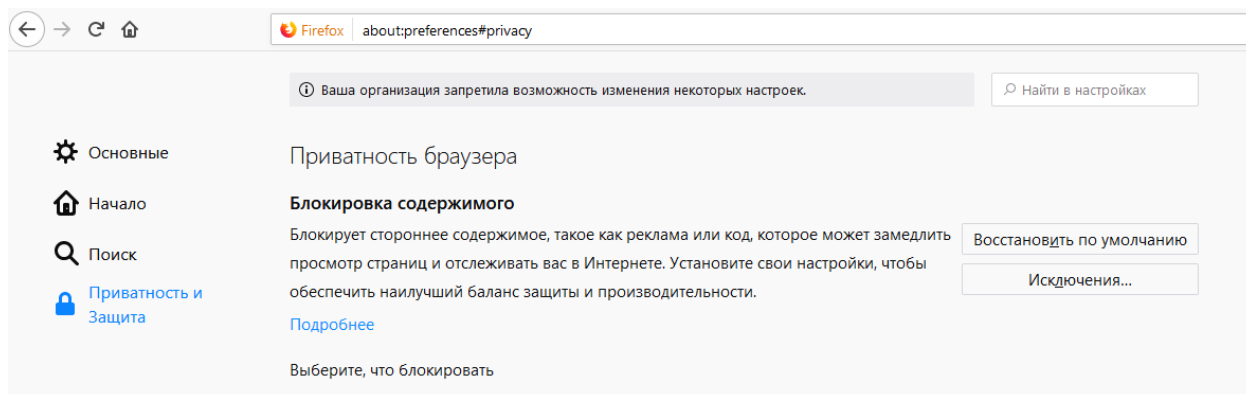 Firefox about:preferences#privacy
Ваша организация запретила возможность изменения некоторых настроек.
Найти в настройках
Основные
Начало
Поиск
Приватность и
Защита
Приватность браузера
Блокировка содержимого
Блокирует стороннее содержимое, такое как реклама или код, которое может замедлить
просмотр страниц и отслеживать вас в Интернете. Установите свои настройки, чтобы
обеспечить наилучший баланс защиты и производительности.
Подробнее
Восстановить по умолчанию
Исключения...
Выберите, что блокировать